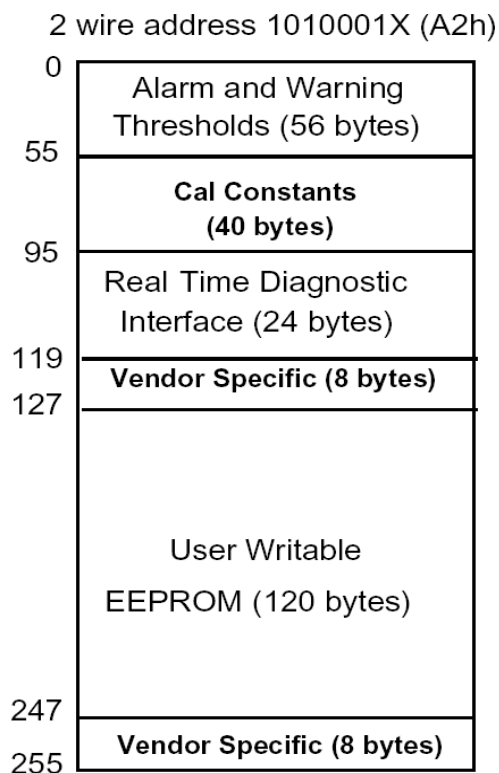 2 wire address 1010001X (A2h)
0
Alarm and Warning
Thresholds (56 bytes)
55
Cal Constants
(40 bytes)
95
Real Time Diagnostic
Interface (24 bytes)
119
Vendor Specific (8 bytes)
127
User Writable
EEPROM (120 bytes)
247
Vendor Specific (8 bytes)
255